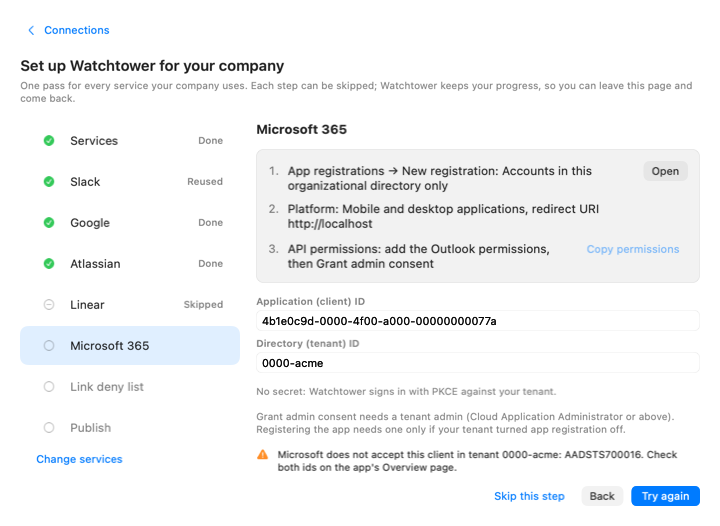 Connections
Set up Watchtower for your company
One pass for every service your company uses. Each step can be skipped; Watchtower keeps your progress, so you can leave this page and
come back.
Services Done
Slack Reused
Google Done
Atlassian Done
Linear Skipped
Microsoft 365
Link deny list
Publish
Change services
Microsoft 365
1. App registrations → New registration: Accounts in this
organizational directory only
Open
2. Platform: Mobile and desktop applications, redirect URI
http://localhost
3. API permissions: add the Outlook permissions,
then Grant admin consent
Copy permissions
Application (client) ID
4b1e0c9d-0000-4f00-a000-00000000077a
Directory (tenant) ID
0000-acme
No secret: Watchtower signs in with PKCE against your tenant.
Grant admin consent needs a tenant admin (Cloud Application Administrator or above).
Registering the app needs one only if your tenant turned app registration off.
Microsoft does not accept this client in tenant 0000-acme: AADSTS700016. Check
both ids on the app's Overview page.
Skip this step Back Try again